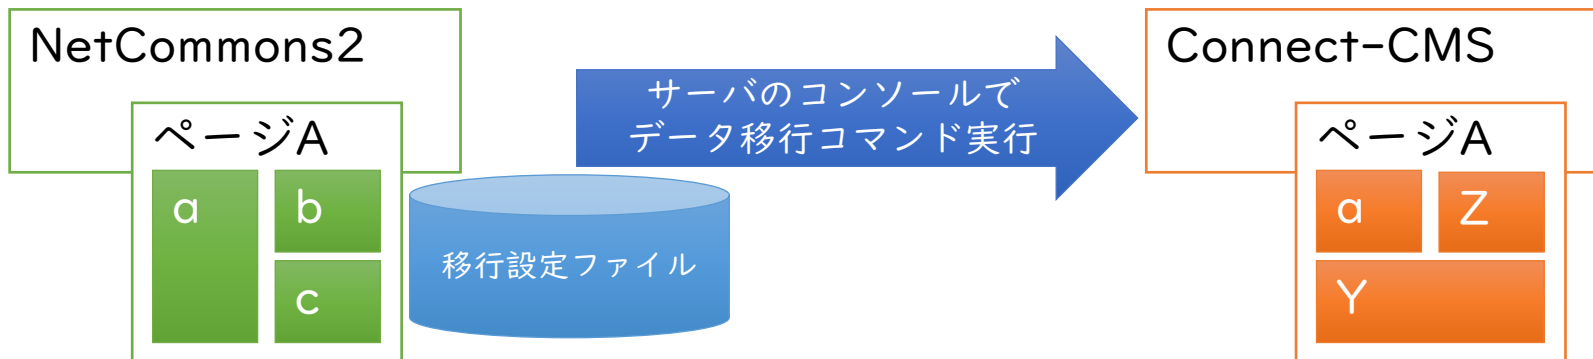 NetCommons2
ページA
a
b
c
移行設定ファイル
サーバのコンソールで
データ移行コマンド実行
Connect-CMS
ページA
a
Z
Y